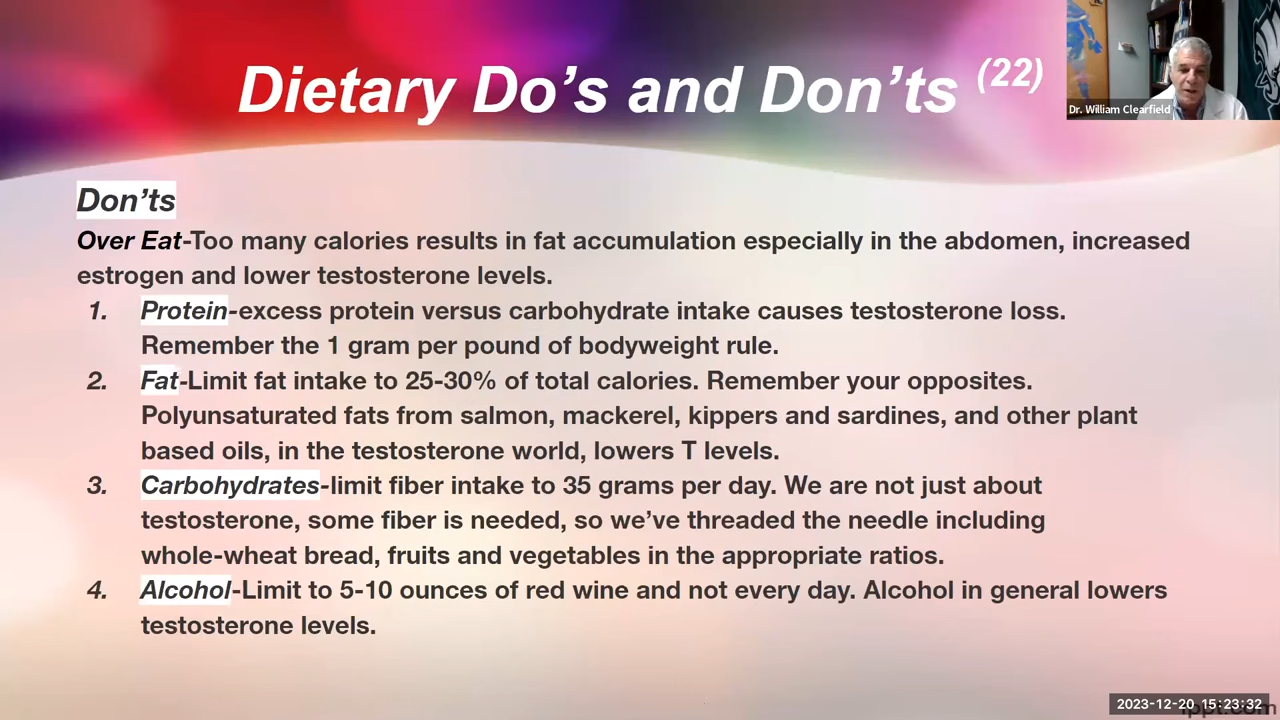 Dietary Do’s and Don’ts (22)
Dr. William Clearfield
Don’ts
Over Eat-Too many calories results in fat accumulation especially in the abdomen, increased
estrogen and lower testosterone levels.
1. Protein-excess protein versus carbohydrate intake causes testosterone loss.
Remember the 1 gram per pound of bodyweight rule.
2. Fat-Limit fat intake to 25-30% of total calories. Remember your opposites.
Polyunsaturated fats from salmon, mackerel, kippers and sardines, and other plant
based oils, in the testosterone world, lowers T levels.
3. Carbohydrates-limit fiber intake to 35 grams per day. We are not just about
testosterone, some fiber is needed, so we’ve threaded the needle including
whole-wheat bread, fruits and vegetables in the appropriate ratios.
4. Alcohol-Limit to 5-10 ounces of red wine and not every day. Alcohol in general lowers
testosterone levels.
2023-12-20 15:23:32